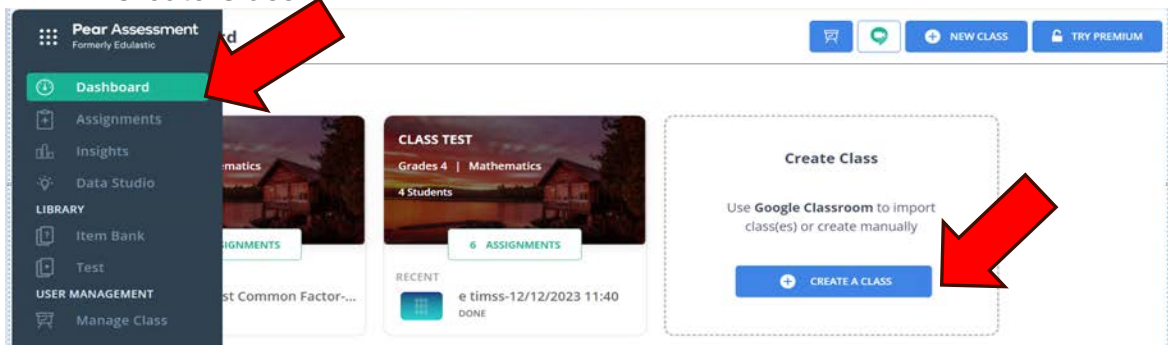 Pear Assessment
Formerly Edulastic
NEW CLASS
TRY PREMIUM
Dashboard
Assignments
Insights
Data Studio
LIBRARY
Item Bank
Test
USER MANAGEMENT
Manage Class
CLASS TEST
Grades 4 | Mathematics
4 Students
6 ASSIGNMENTS
RECENT
e timss-12/12/2023 11:40
DONE
st Common Factor-...
Create Class
Use Google Classroom to import
class(es) or create manually
CREATE A CLASS